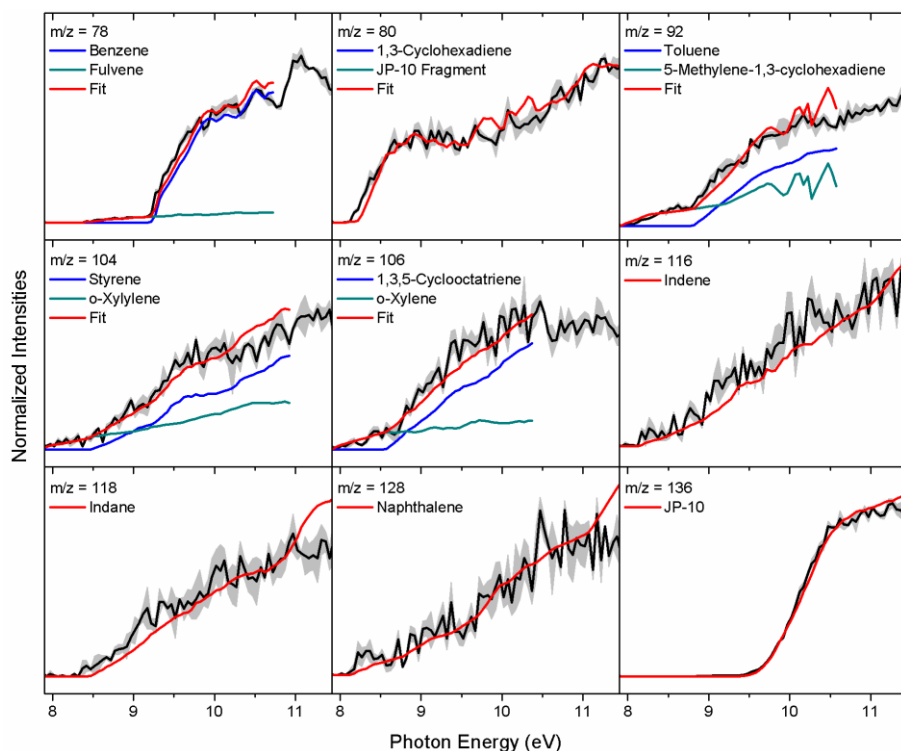 m/z = 78
Benzene
Fulvene
Fit
m/z = 80
1,3-Cyclohexadiene
JP-10 Fragment
Fit
m/z = 92
Toluene
5-Methylene-1,3-cyclohexadiene
Fit
m/z = 104
Styrene
o-Xylylene
Fit
m/z = 106
1,3,5-Cyclooctatriene
o-Xylene
Fit
m/z = 116
Indene
m/z = 118
Indane
m/z = 128
Naphthalene
m/z = 136
JP-10
Normalized Intensities
8 9 10 11 8 9 10 11 8 9 10 11
Photon Energy (eV)